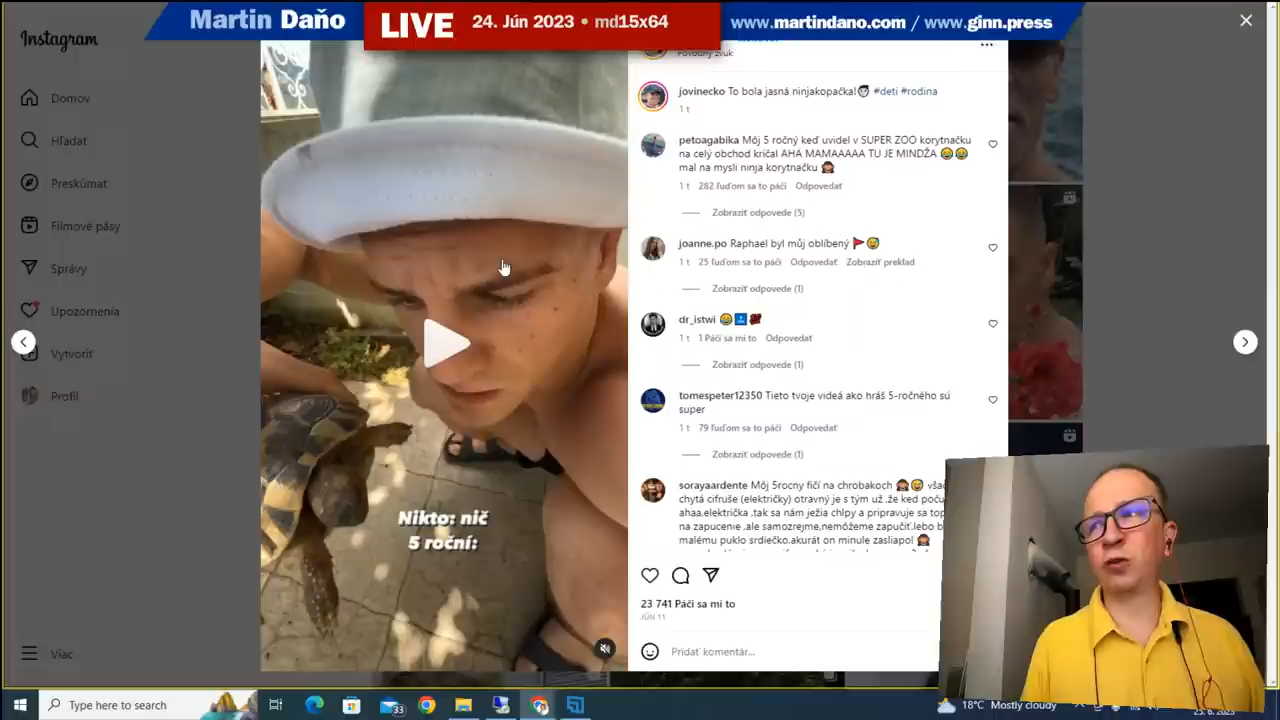 Martin Daňo
LIVE
24. Jún 2023 • md15x64
www.martindano.com / www.ginn.press
Instagram
Domov
Hľadať
Preskúmať
Filmové pásy
Správy
Upozornenia
Vytvoriť
Profil
Viac
Nikto: nič
5 roční:
Pôvodný zvuk
jovinecko To bola jasná ninjakopačka! #deti #rodina
1 t
petoagabika Môj 5 ročný keď uvidel v SUPER ZOO korytnačku
na celý obchod kričal AHA MAMAAAAA TU JE MINDŽA 😂😂
mal na mysli ninja korytnačku
1 t 282 ľuďom sa to páči Odpovedať
Zobraziť odpovede (5)
joanne.po Raphael byl můj oblíbený 🚩😅
1 t 25 ľuďom sa to páči Odpovedať Zobraziť preklad
Zobraziť odpovede (1)
dr_istwi 😂
1 t 1 Páči sa mi to Odpovedať
Zobraziť odpovede (1)
tomespeter12350 Tieto tvoje videá ako hráš 5-ročného sú
super
1 t 79 ľuďom sa to páči Odpovedať
Zobraziť odpovede (1)
sorayaardente Môj 5rocny fičí na chrobakoch 😅
chytá cifruše (električky) otravný je s tým už ,že ked
ahaa,električka ,tak sa nám ježia chlpy a pripravuje sa
na zapucenie ,ale samozrejme,nemôžeme zapučiť,lebo
malému puklo srdiečko.akurát on minule zasliapol
23 741 Páči sa mi to
JÚN 11
Pridať komentár...
Type here to search
33
18°C Mostly cloudy